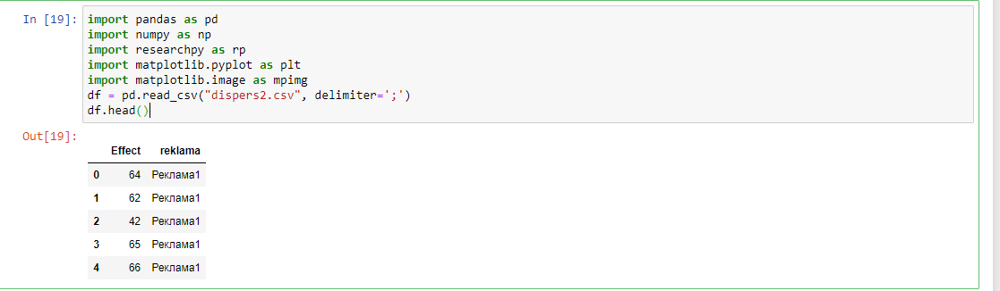 In [19]: import pandas as pd
import numpy as np
import researchpy as rp
import matplotlib.pyplot as plt
import matplotlib.image as mpimg
df = pd.read_csv("dispers2.csv", delimiter=';')
df.head()
Out[19]:
Effect reklama
0 64 Реклама1
1 62 Реклама1
2 42 Реклама1
3 65 Реклама1
4 66 Реклама1